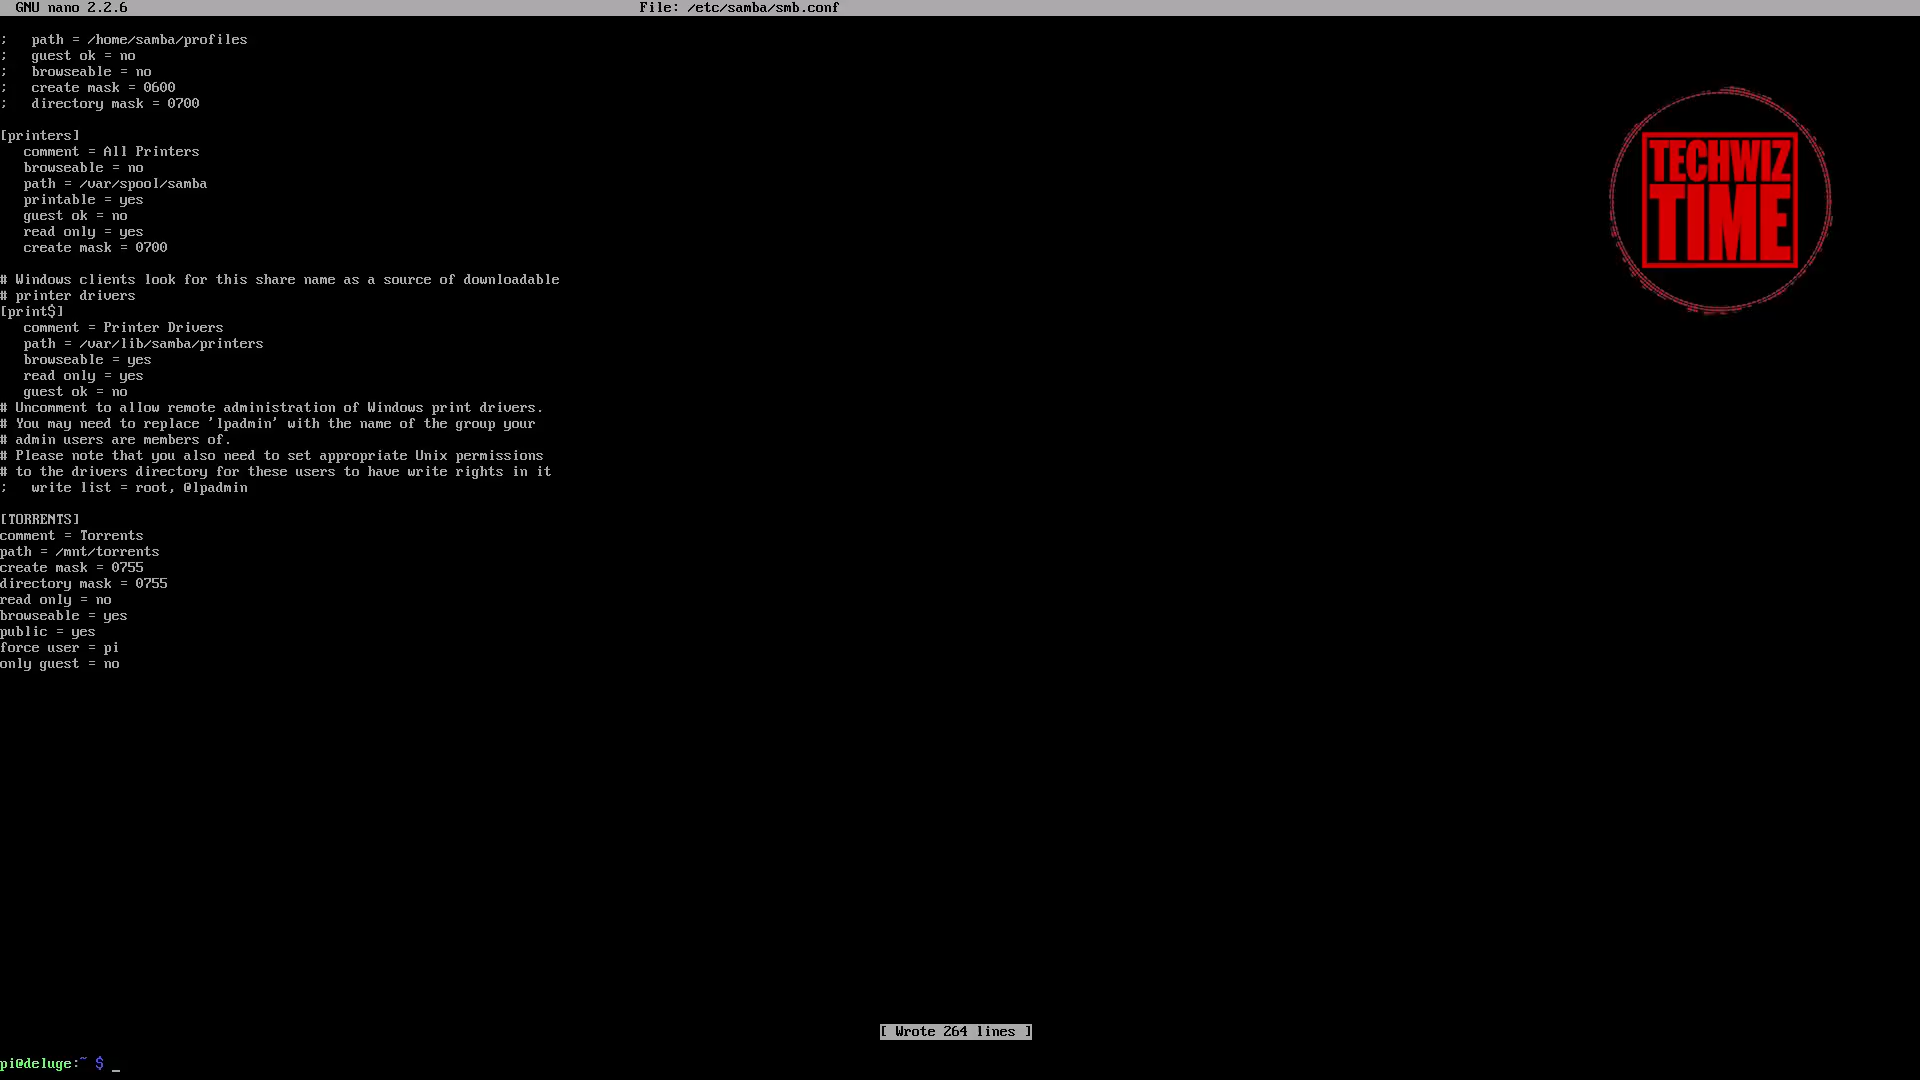 GNU nano 2.2.6 File: /etc/samba/smb.conf
;   path = /home/samba/profiles
;   guest ok = no
;   browseable = no
;   create mask = 0600
;   directory mask = 0700
[printers]
   comment = All Printers
   browseable = no
   path = /var/spool/samba
   printable = yes
   guest ok = no
   read only = yes
   create mask = 0700
# Windows clients look for this share name as a source of downloadable
# printer drivers
[print$]
   comment = Printer Drivers
   path = /var/lib/samba/printers
   browseable = yes
   read only = yes
   guest ok = no
# Uncomment to allow remote administration of Windows print drivers.
# You may need to replace 'lpadmin' with the name of the group your
# admin users are members of.
# Please note that you also need to set appropriate Unix permissions
# to the drivers directory for these users to have write rights in it
;   write list = root, @lpadmin
[TORRENTS]
comment = Torrents
path = /mnt/torrents
create mask = 0755
directory mask = 0755
read only = no
browseable = yes
public = yes
force user = pi
only guest = no
[ Wrote 264 lines ]
pi@deluge:~ $ _
TECHWIZ
TIME